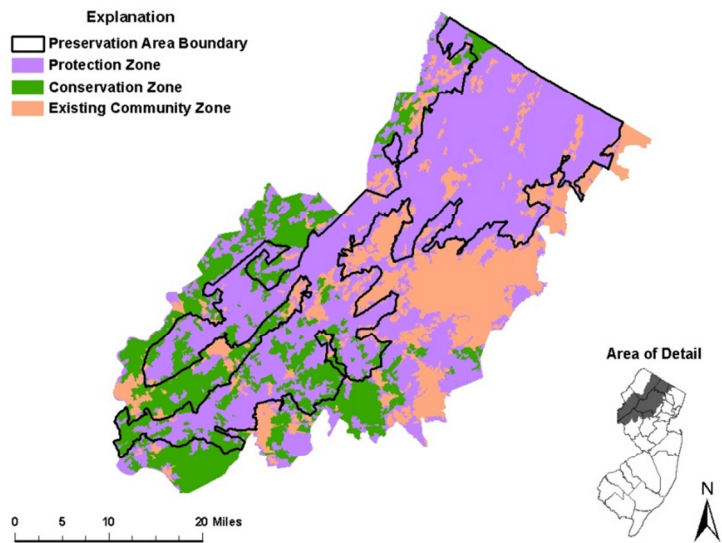 Explanation
Preservation Area Boundary
Protection Zone
Conservation Zone
Existing Community Zone
Area of Detail
N
0 5 10 20 Miles